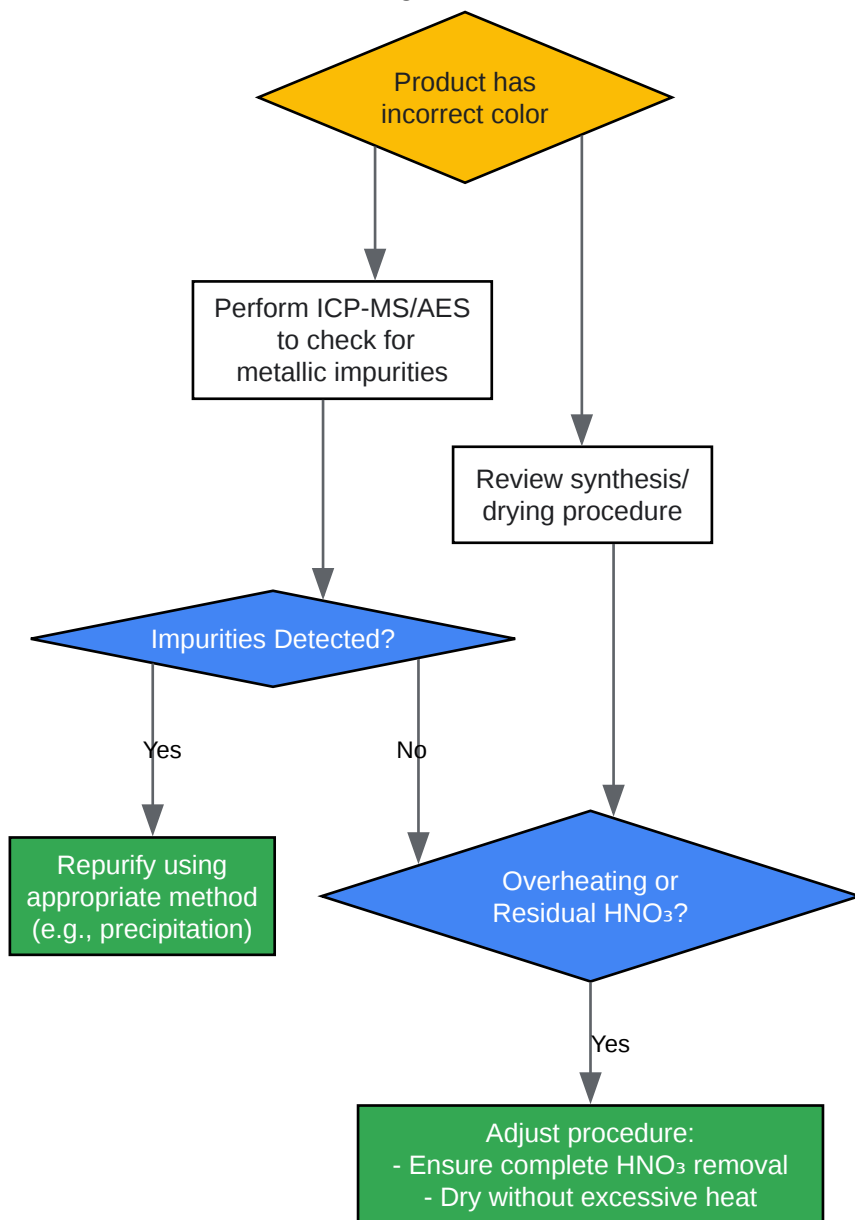 Product has
incorrect color
Perform ICP-MS/AES
to check for
metallic impurities
Review synthesis/
drying procedure
Impurities Detected?
Yes
No
Repurify using
appropriate method
(e.g., precipitation)
Overheating or
Residual HNO₃?
Yes
Adjust procedure:
- Ensure complete HNO₃ removal
- Dry without excessive heat